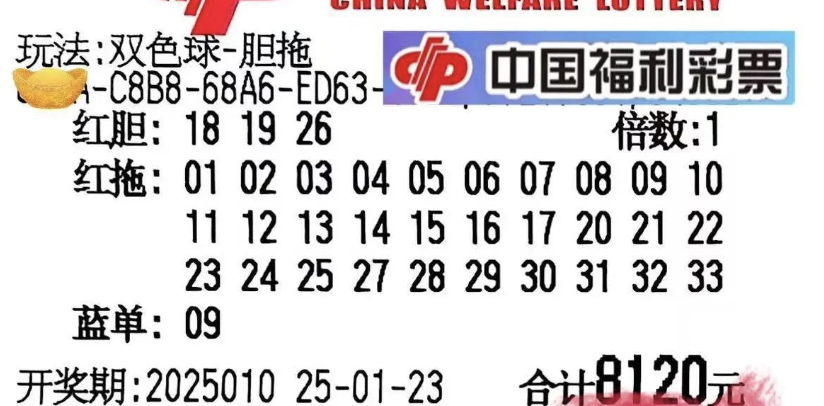 CHINA WELFARE LOTTERY
玩法:双色球-胆拖
中国福利彩票
A-C8B8-68A6-ED63-
红胆: 18 19 26 倍数:1
红拖: 01 02 03 04 05 06 07 08 09 10
11 12 13 14 15 16 17 20 21 22
23 24 25 27 28 29 30 31 32 33
蓝单: 09
开奖期:2025010 25-01-23 合计8120元